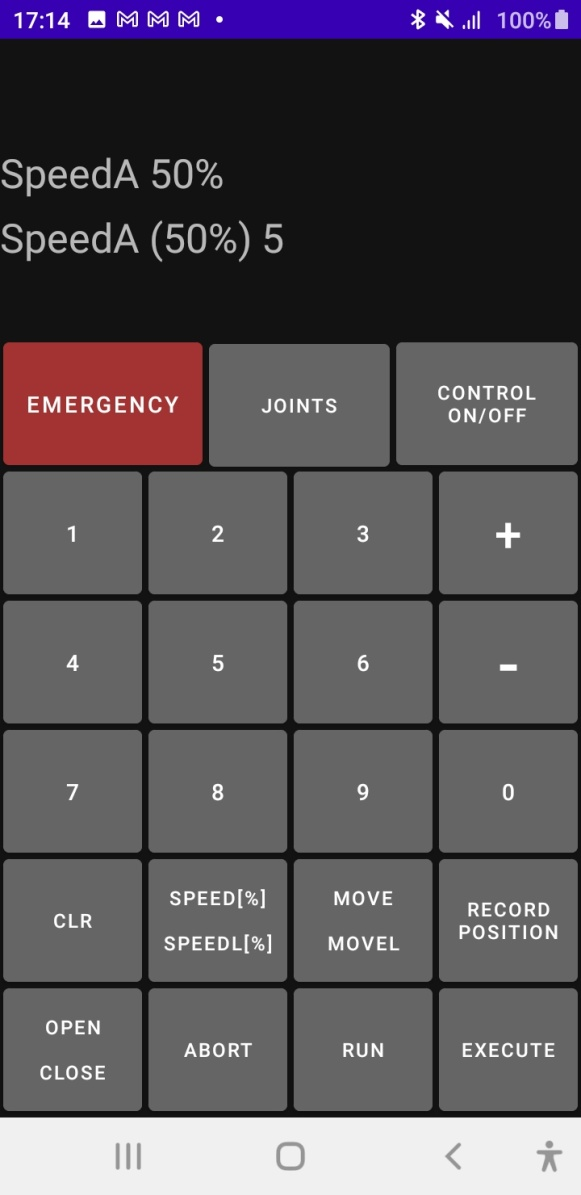 17:14 100%
SpeedA 50%
SpeedA (50%) 5
EMERGENCY
JOINTS
CONTROL
ON/OFF
1
2
3
+
4
5
6
-
7
8
9
0
CLR
SPEED[%]
SPEEDL[%]
MOVE
MOVEL
RECORD
POSITION
OPEN
CLOSE
ABORT
RUN
EXECUTE